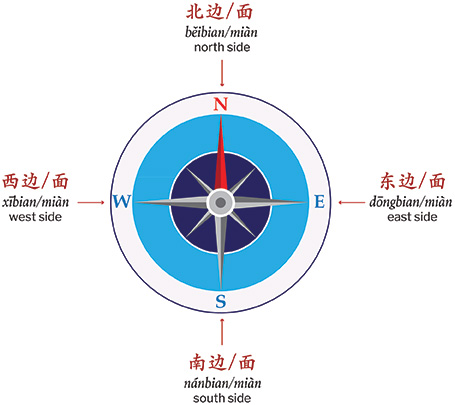 北边/面
běibian/miàn
north side
N
西边/面
xībian/miàn
west side
W
E
东边/面
dōngbian/miàn
east side
S
南边/面
nánbian/miàn
south side